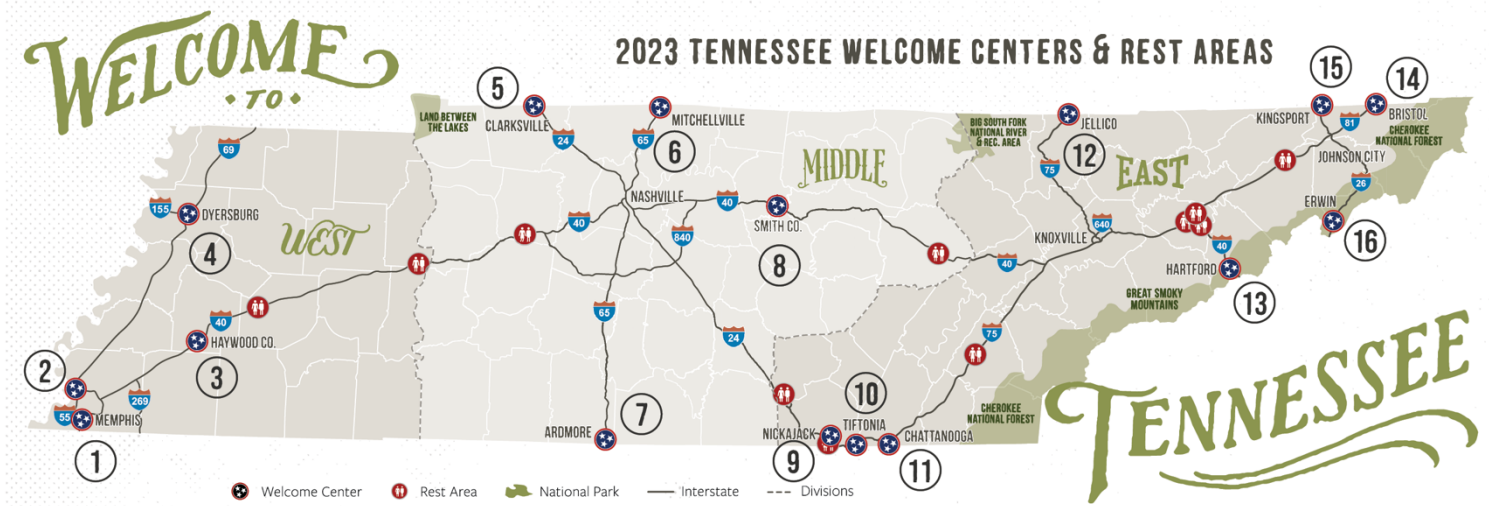 WELCOME
TO
2023 TENNESSEE WELCOME CENTERS & REST AREAS
TENNESSEE
WEST
MIDDLE
EAST
LAND BETWEEN
THE LAKES
BIG SOUTH FORK
NATIONAL RIVER
& REC. AREA
CHEROKEE
NATIONAL FOREST
GREAT SMOKY
MOUNTAINS
CHEROKEE
NATIONAL FOREST
1
MEMPHIS
2
3
HAYWOOD CO.
4
DYERSBURG
5
CLARKSVILLE
6
MITCHELLVILLE
7
ARDMORE
8
SMITH CO.
9
NICKAJACK
10
TIFTONIA
11
CHATTANOOGA
12
JELLICO
13
HARTFORD
14
BRISTOL
15
KINGSPORT
16
ERWIN
NASHVILLE
KNOXVILLE
JOHNSON CITY
69
155
40
55
269
24
65
40
40
840
65
24
75
640
40
40
75
81
26
Welcome Center
Rest Area
National Park
Interstate
Divisions